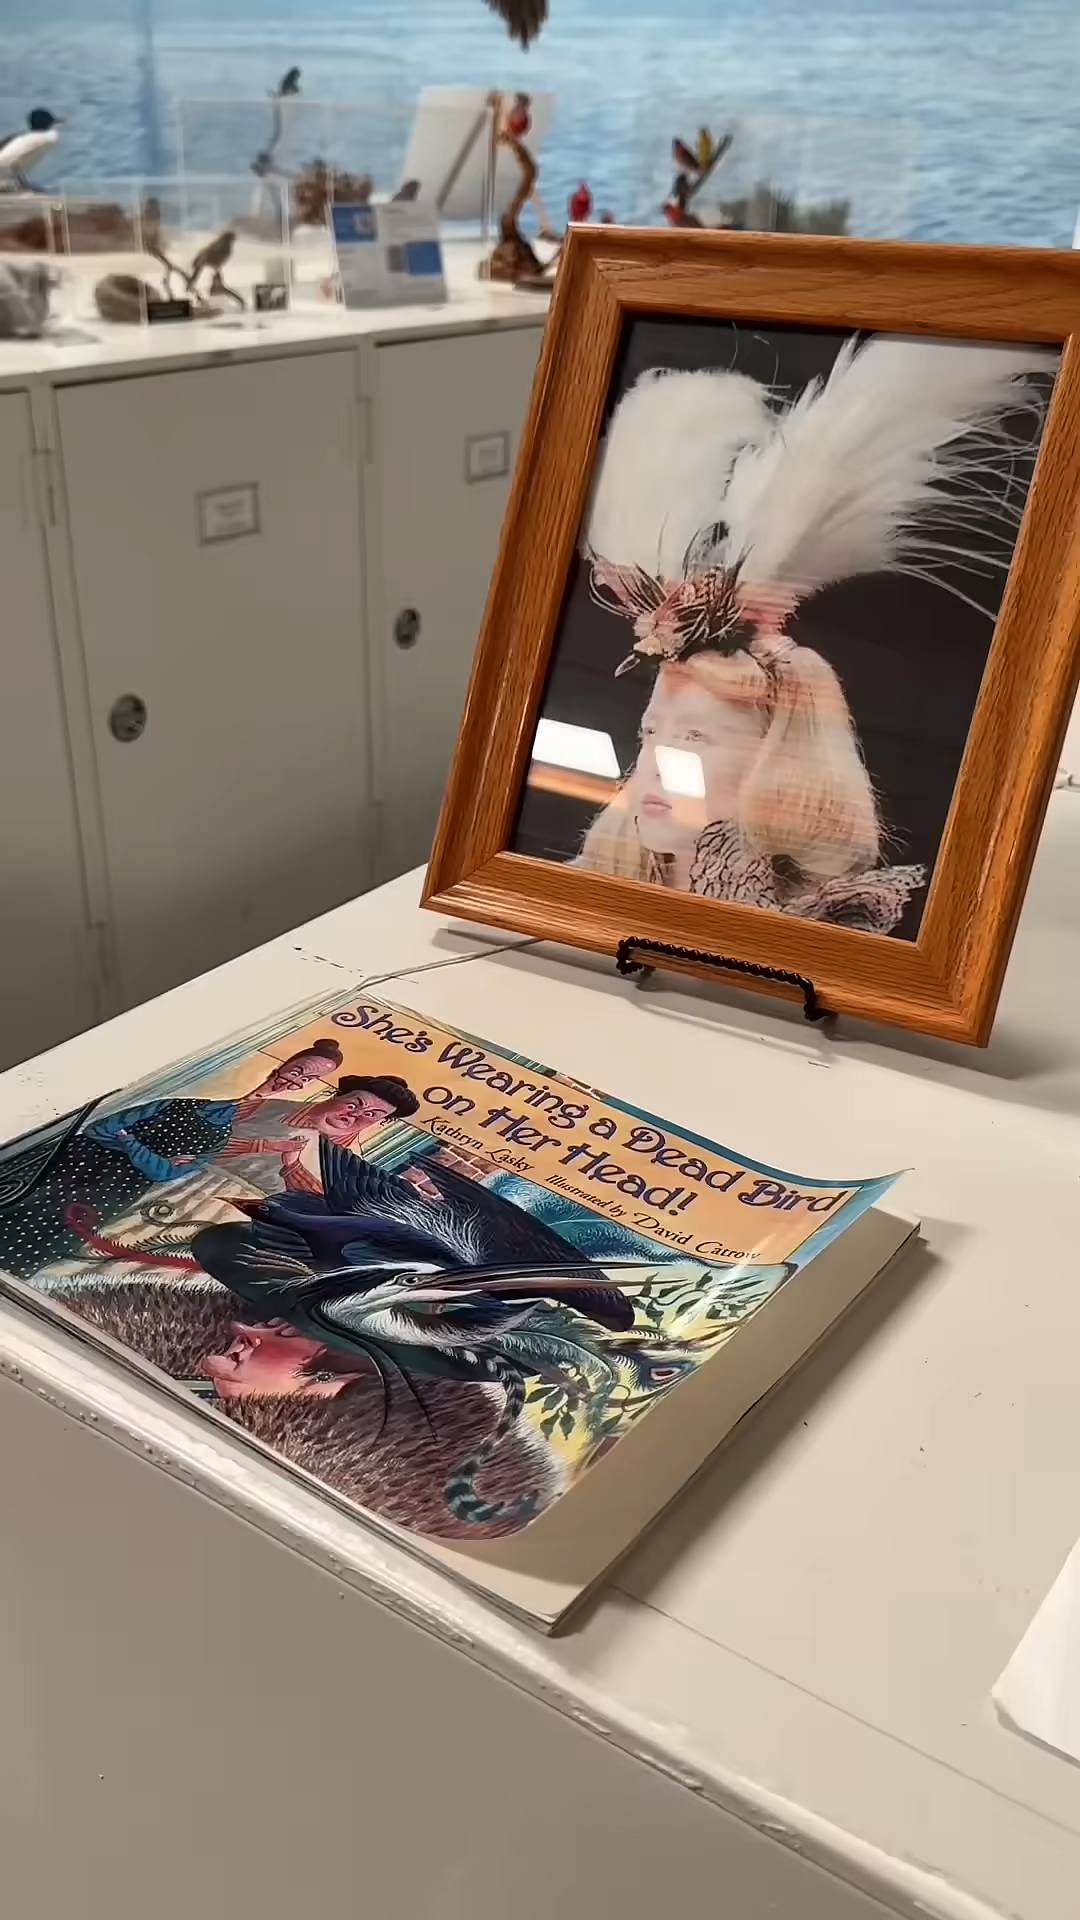 She's Wearing a Dead Bird
on Her Head!
Kathryn Lasky
Illustrated by David Catrow